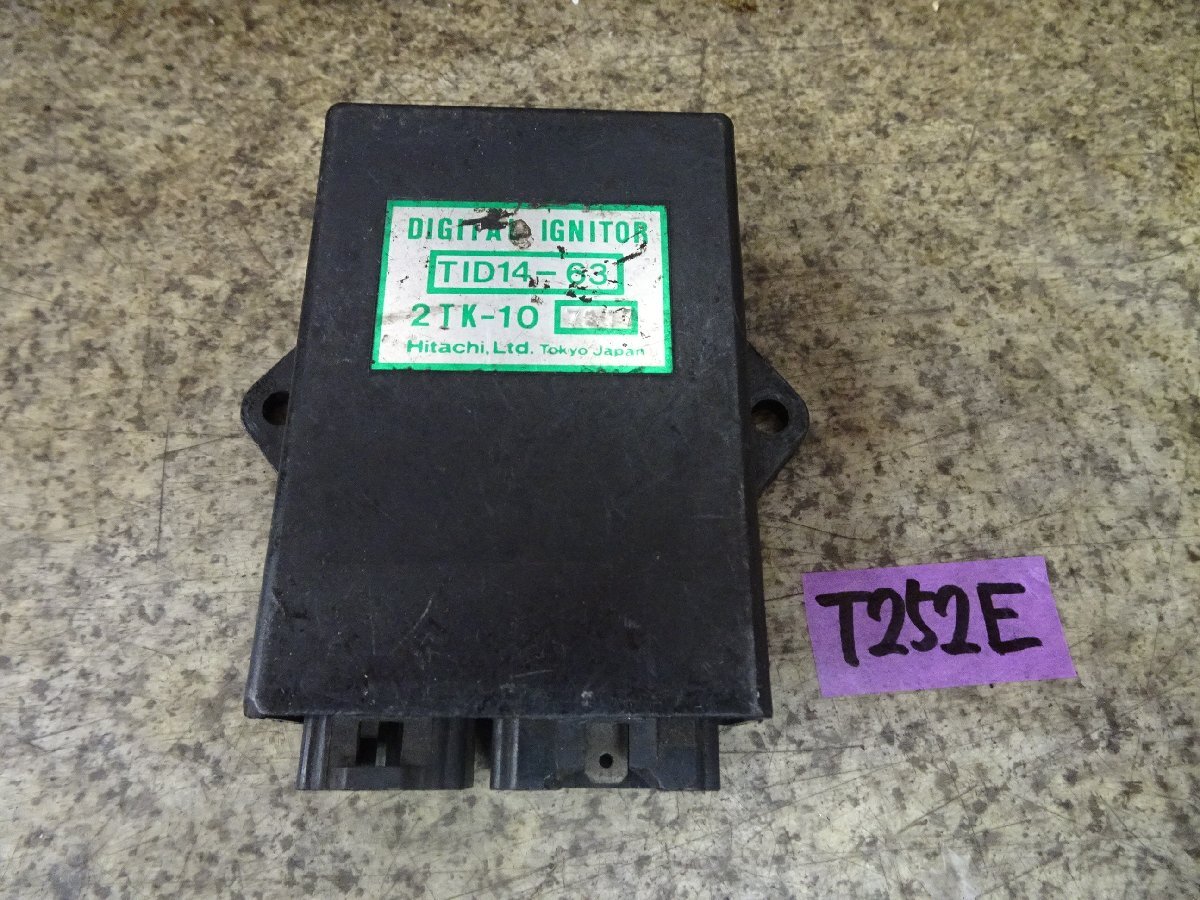 DIGITAL IGNITOR
TID14-63
2TK-10
Hitachi, Ltd. Tokyo Japan
T252E